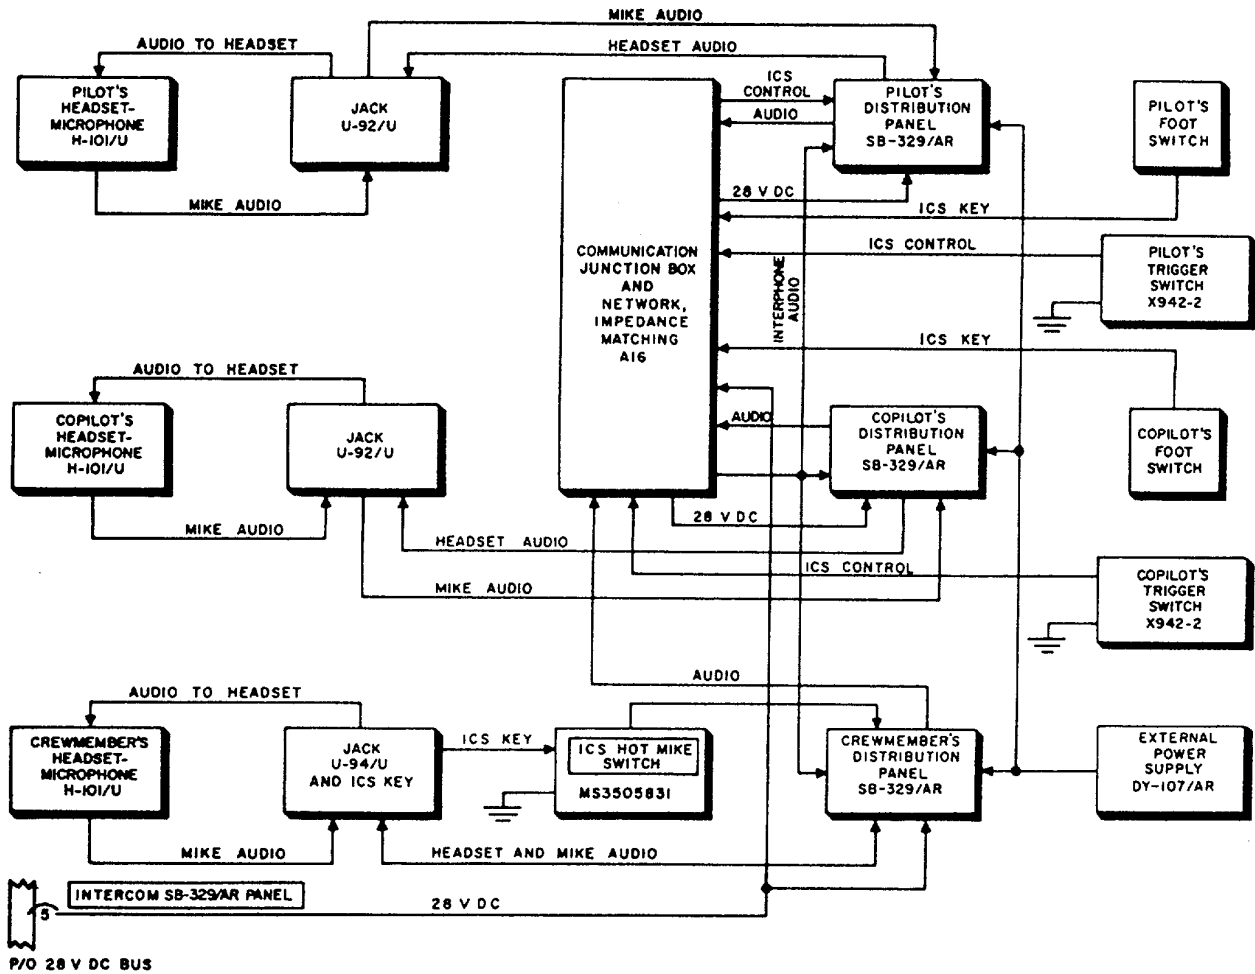 MIKE AUDIO
AUDIO TO HEADSET
HEADSET AUDIO
PILOT'S
HEADSET-
MICROPHONE
H-101/U
JACK
U-92/U
ICS
CONTROL
AUDIO
PILOT'S
DISTRIBUTION
PANEL
SB-329/AR
PILOT'S
FOOT
SWITCH
MIKE AUDIO
28 V DC
ICS KEY
ICS CONTROL
COMMUNICATION
JUNCTION BOX
AND
NETWORK,
IMPEDANCE
MATCHING
A16
INTERPHONE
AUDIO
PILOT'S
TRIGGER
SWITCH
X942-2
ICS KEY
AUDIO TO HEADSET
COPILOT'S
HEADSET-
MICROPHONE
H-101/U
JACK
U-92/U
AUDIO
COPILOT'S
DISTRIBUTION
PANEL
SB-329/AR
COPILOT'S
FOOT
SWITCH
MIKE AUDIO
28 V DC
HEADSET AUDIO
ICS CONTROL
MIKE AUDIO
COPILOT'S
TRIGGER
SWITCH
X942-2
AUDIO
AUDIO TO HEADSET
CREWMEMBER'S
HEADSET-
MICROPHONE
H-101/U
JACK
U-94/U
AND ICS KEY
ICS KEY
ICS HOT MIKE
SWITCH
MS3505831
CREWMEMBER'S
DISTRIBUTION
PANEL
SB-329/AR
EXTERNAL
POWER
SUPPLY
DY-107/AR
MIKE AUDIO
HEADSET AND MIKE AUDIO
INTERCOM SB-329/AR PANEL
5
28 V DC
P/O 28 V DC BUS